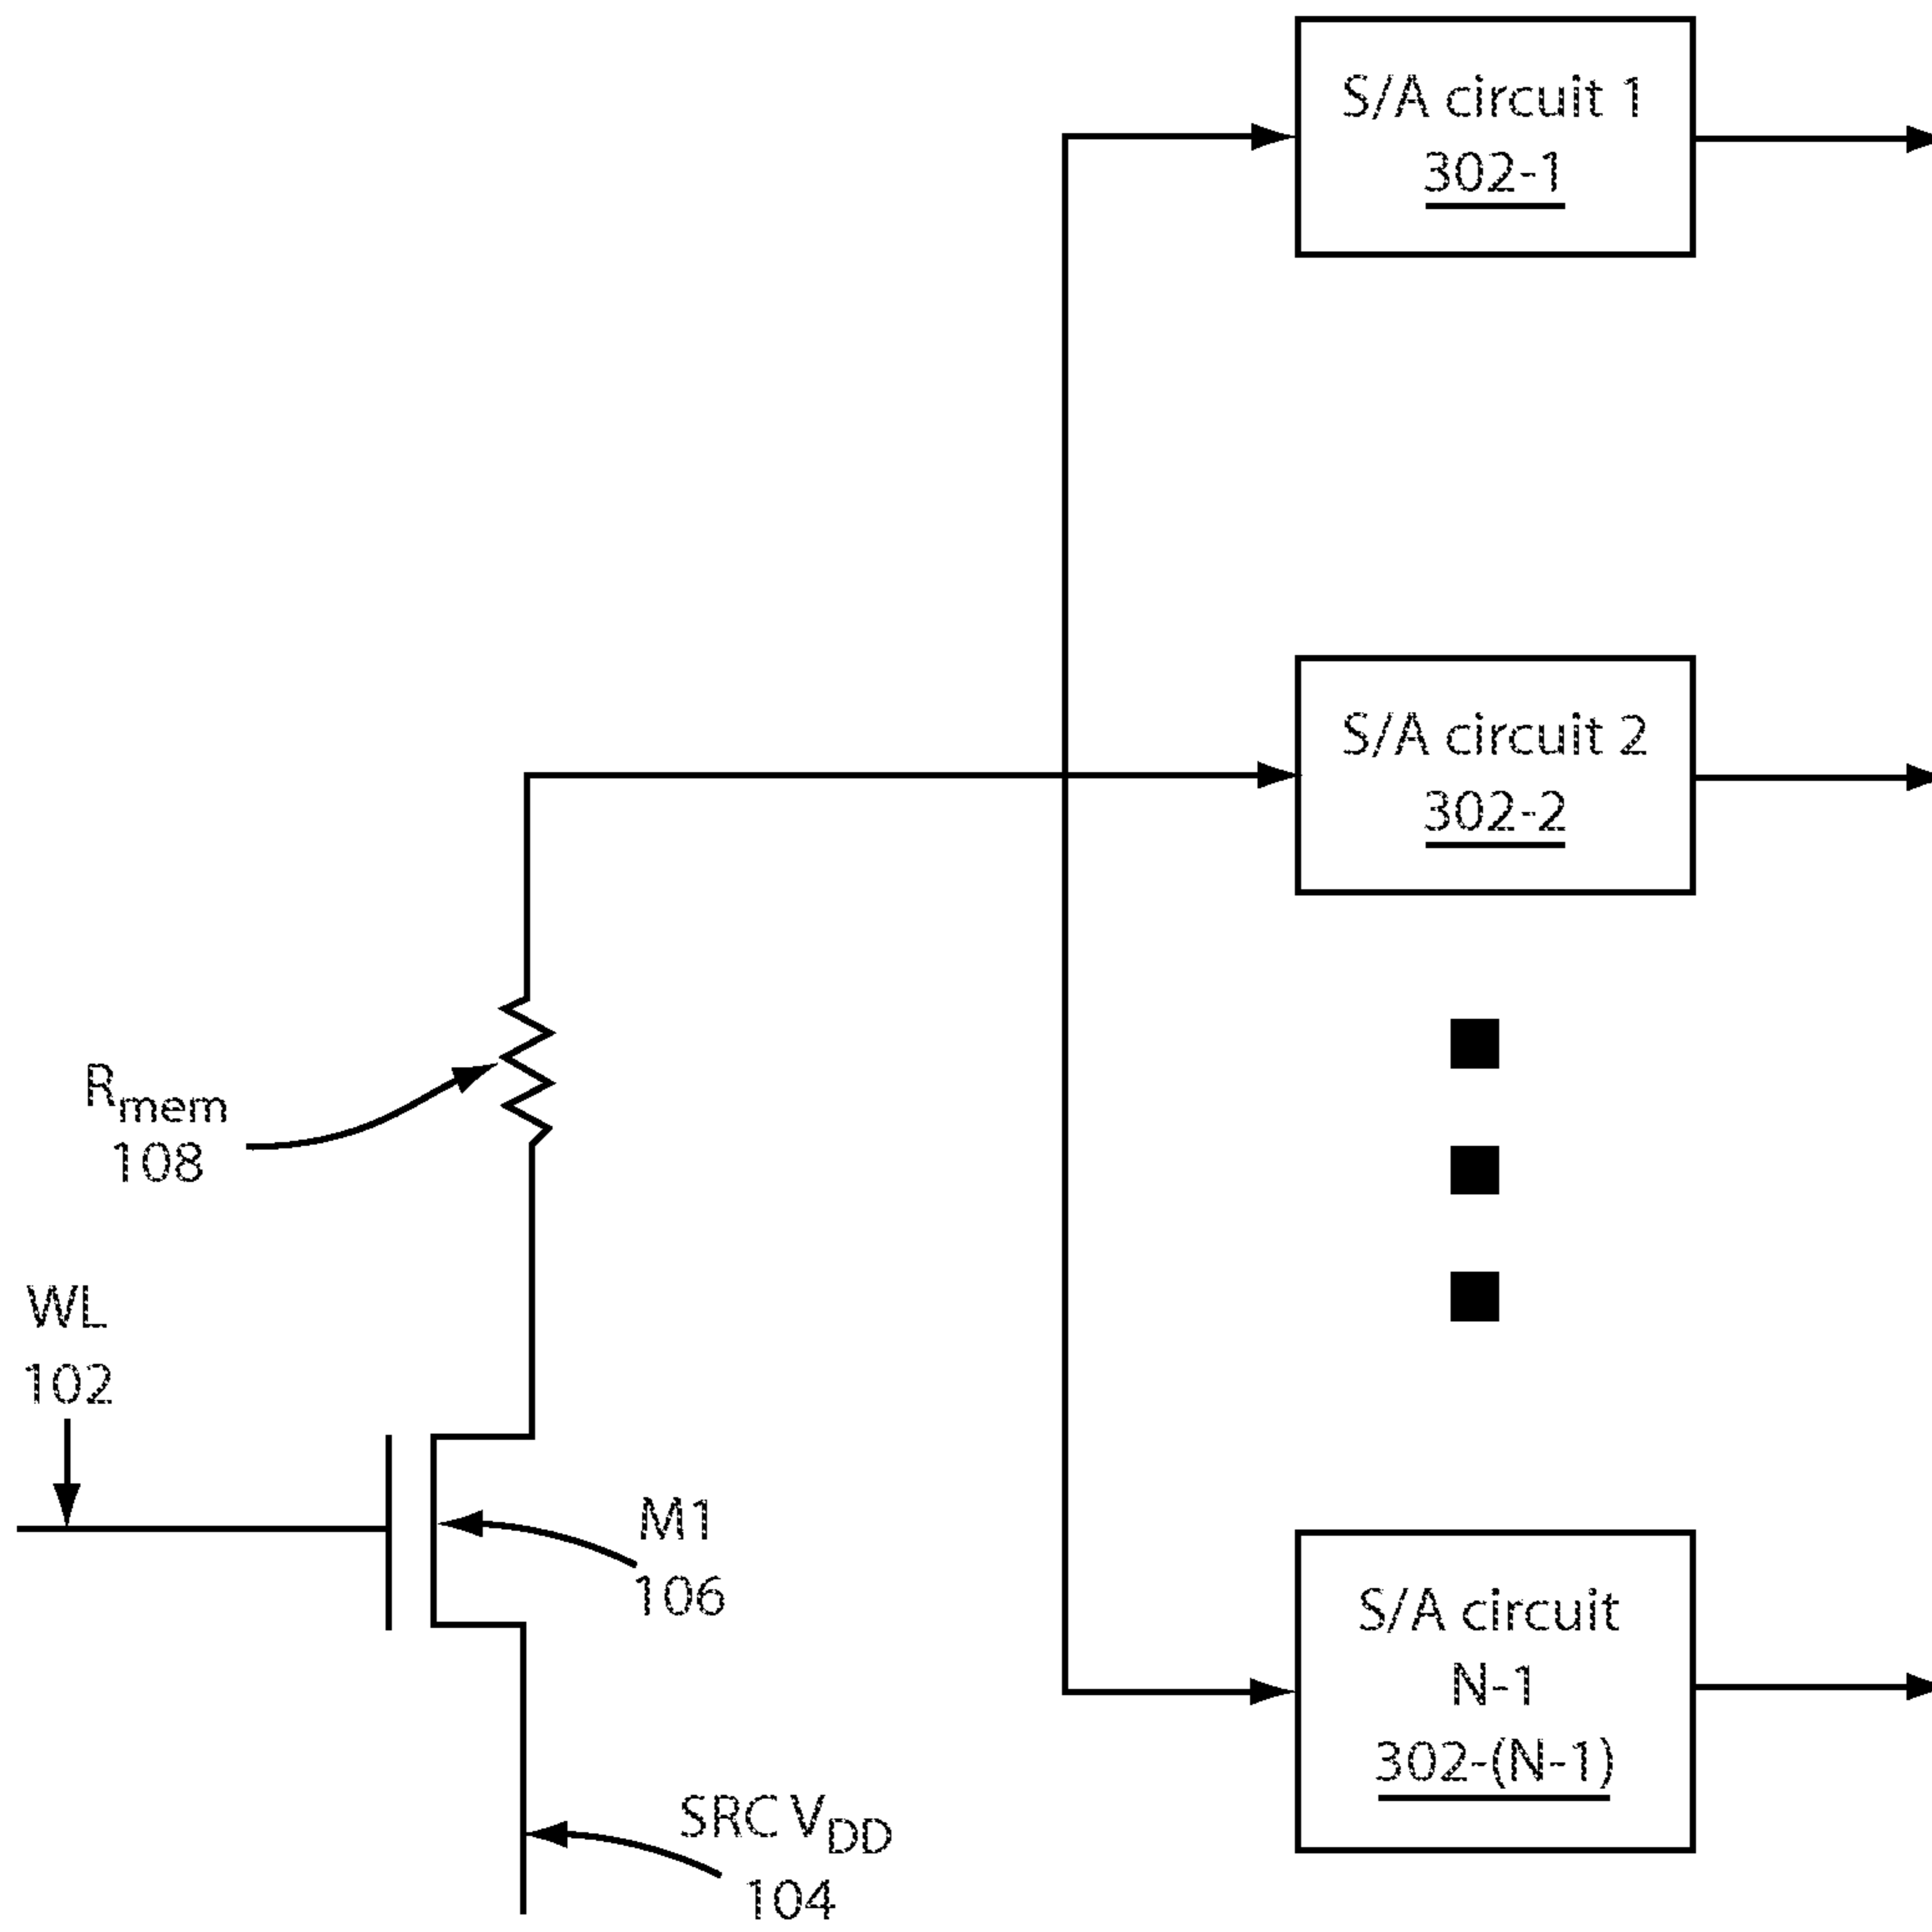 S/A circuit 1
302-1
S/A circuit 2
302-2
Rmem
108
WL
102
M1
106
S/A circuit
N-1
302-(N-1)
SRC VDD
104